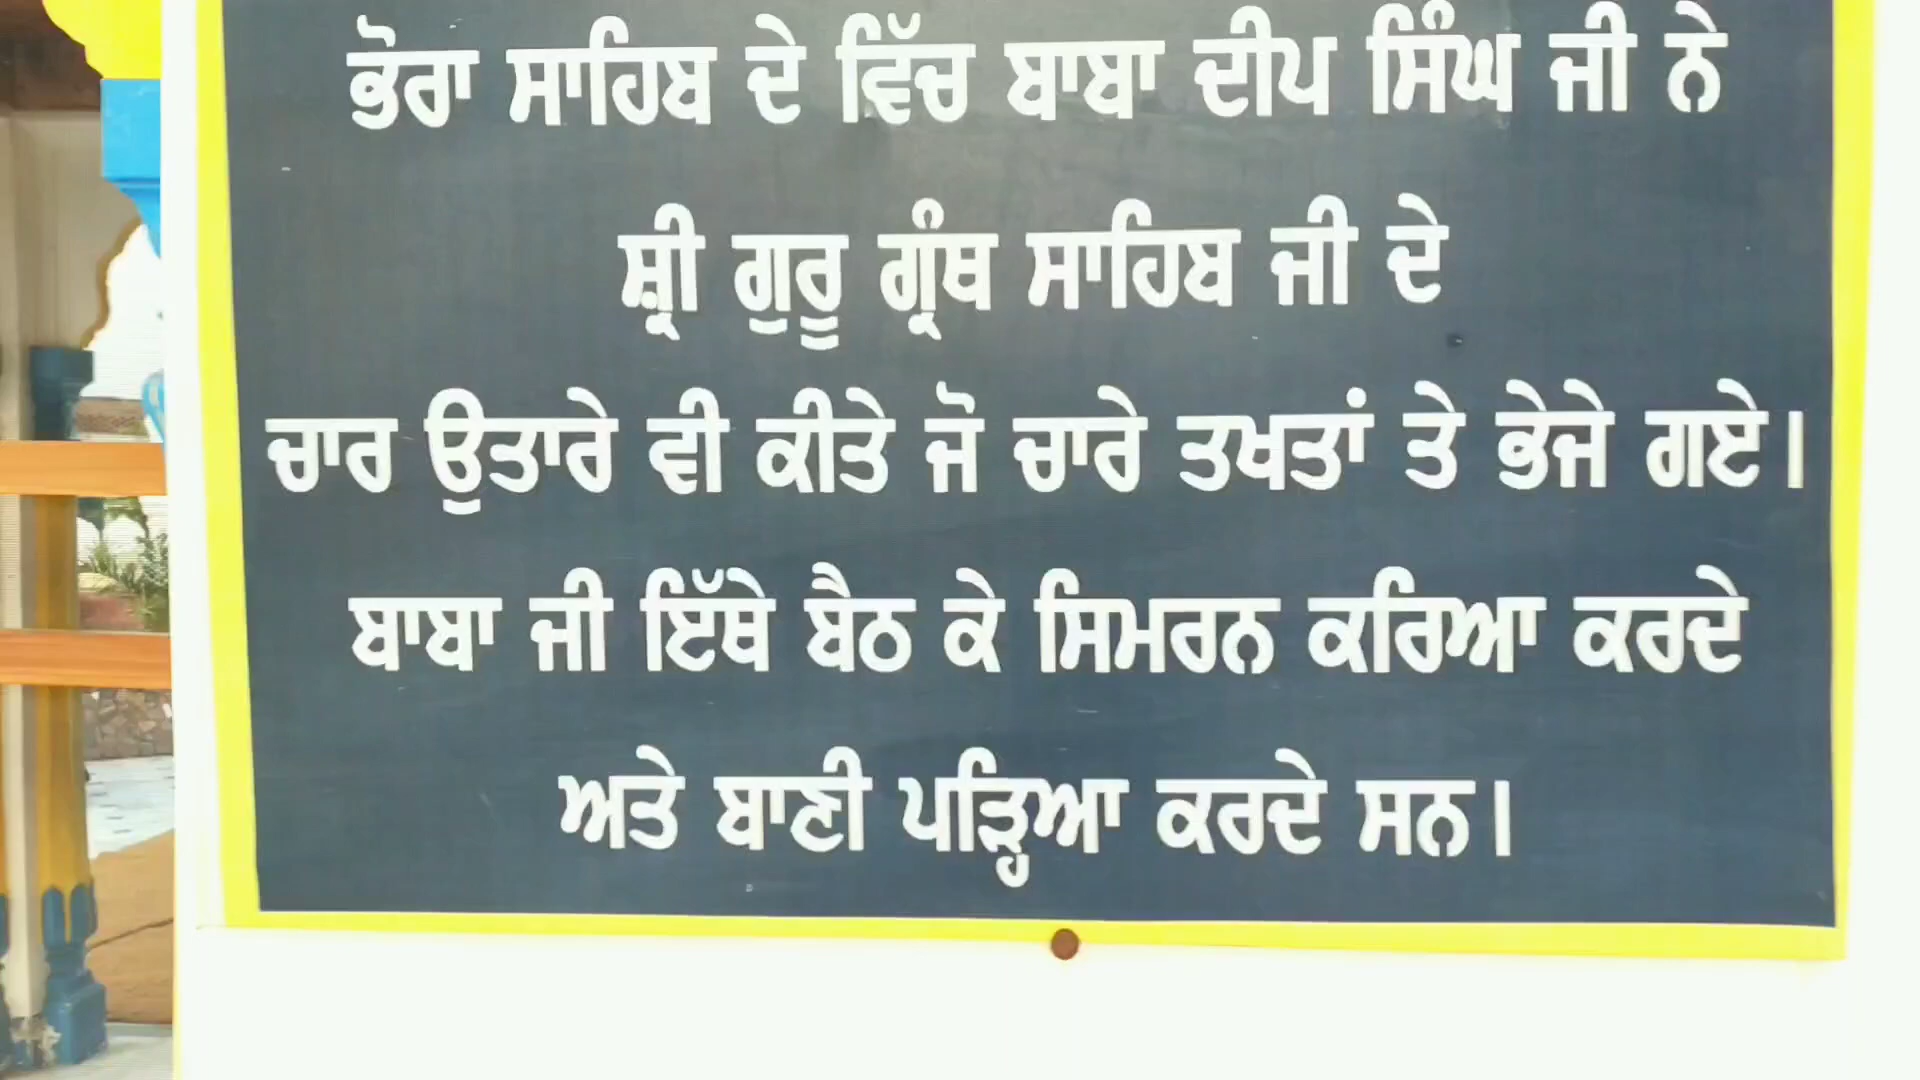 ਭੋਰਾ ਸਾਹਿਬ ਦੇ ਵਿੱਚ ਬਾਬਾ ਦੀਪ ਸਿੰਘ ਜੀ ਨੇ
ਸ਼੍ਰੀ ਗੁਰੂ ਗ੍ਰੰਥ ਸਾਹਿਬ ਜੀ ਦੇ
ਚਾਰ ਉਤਾਰੇ ਵੀ ਕੀਤੇ ਜੋ ਚਾਰੇ ਤਖਤਾਂ ਤੇ ਭੇਜੇ ਗਏ।
ਬਾਬਾ ਜੀ ਇੱਥੇ ਬੈਠ ਕੇ ਸਿਮਰਨ ਕਰਿਆ ਕਰਦੇ
ਅਤੇ ਬਾਣੀ ਪੜ੍ਹਿਆ ਕਰਦੇ ਸਨ।